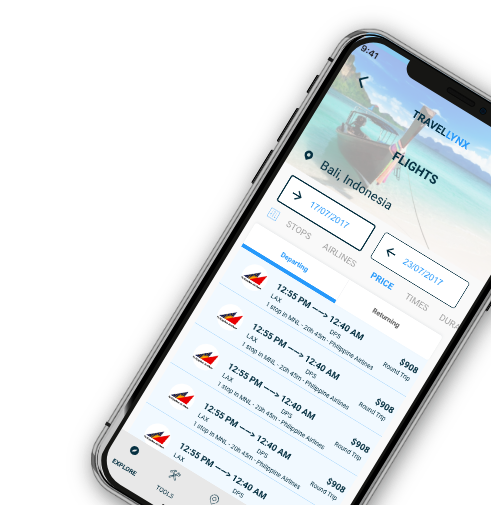 9:41
TRAVELLYNX
FLIGHTS
Bali, Indonesia
17/07/2017
23/07/2017
STOPS AIRLINES PRICE TIMES DURA
Departing Returning
12:55 PM 12:40 AM
LAX DPS
$908
1 stop in MNL - 20h 45m - Philippine Airlines Round Trip
12:55 PM 12:40 AM
LAX DPS
$908
1 stop in MNL - 20h 45m - Philippine Airlines Round Trip
12:55 PM 12:40 AM
LAX DPS
$908
1 stop in MNL - 20h 45m - Philippine Airlines Round Trip
12:55 PM 12:40 AM
LAX DPS
$908
1 stop in MNL - 20h 45m - Philippine Airlines Round Trip
12:55 PM 12:40 AM
LAX DPS
EXPLORE
TOOLS